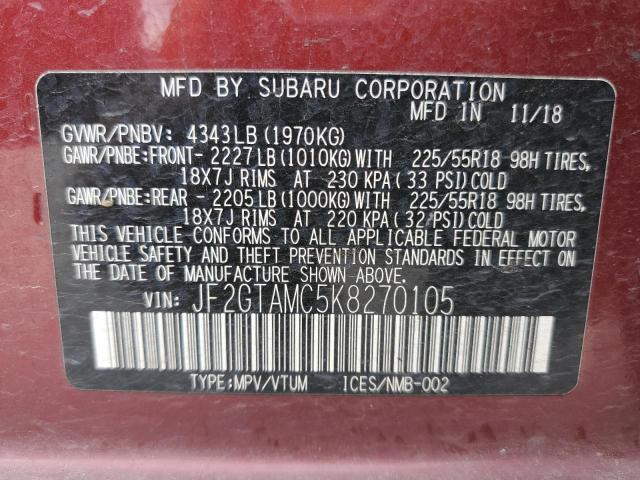 MFD BY SUBARU CORPORATION
MFD IN 11/18
GVWR/PNBV: 4343LB(1970KG)
GAWR/PNBE:FRONT- 2227LB(1010KG)WITH 225/55R18 98H TIRES,
18X7J RIMS AT 230 KPA( 33 PSI)COLD
GAWR/PNBE:REAR - 2205LB(1000KG)WITH 225/55R18 98H TIRES,
18X7J RIMS AT 220 KPA( 32 PSI)COLD
THIS VEHICLE CONFORMS TO ALL APPLICABLE FEDERAL MOTOR
VEHICLE SAFETY AND THEFT PREVENTION STANDARDS IN EFFECT ON
THE DATE OF MANUFACTURE SHOWN ABOVE.
VIN: JF2GTAMC5K8270105
TYPE:MPV/VTUM ICES/NMB-002